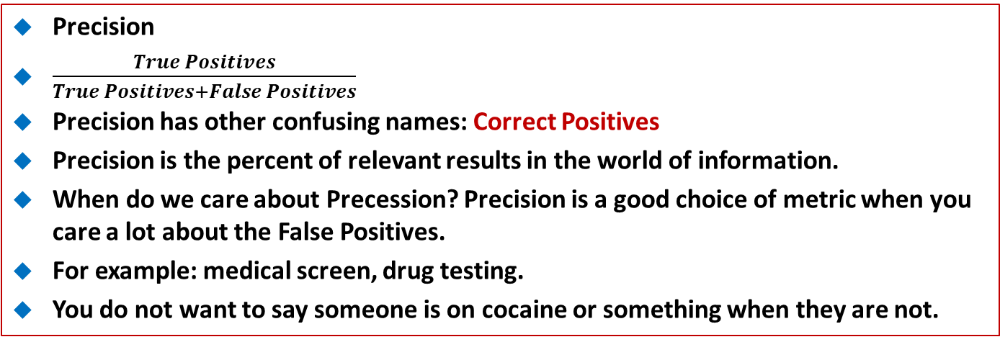 ◆ Precision
◆ True Positives
True Positives+False Positives
◆ Precision has other confusing names: Correct Positives
◆ Precision is the percent of relevant results in the world of information.
◆ When do we care about Precession? Precision is a good choice of metric when you
care a lot about the False Positives.
◆ For example: medical screen, drug testing.
◆ You do not want to say someone is on cocaine or something when they are not.